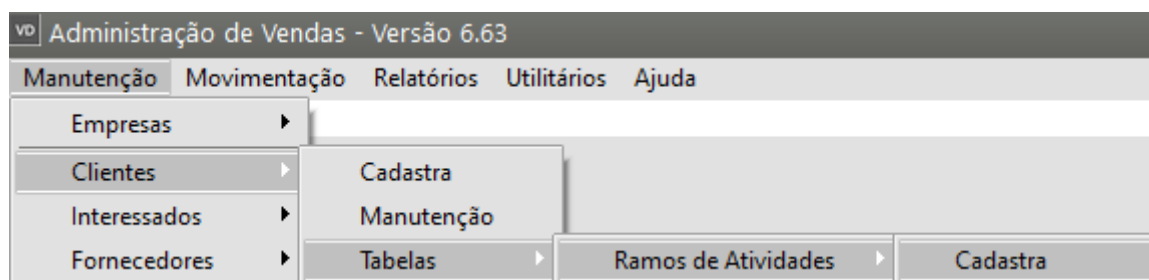 VD Administração de Vendas - Versão 6.63
Manutenção Movimentação Relatórios Utilitários Ajuda
Empresas
Clientes Cadastra
Interessados Manutenção
Fornecedores Tabelas Ramos de Atividades Cadastra